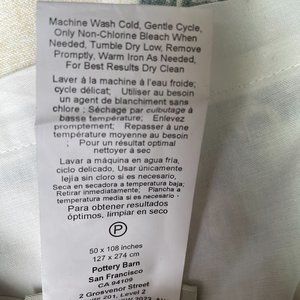 Machine Wash Cold, Gentle Cycle,
Only Non-Chlorine Bleach When
Needed, Tumble Dry Low, Remove
Promptly, Warm Iron As Needed,
For Best Results Dry Clean
Laver à la machine à l'eau froide;
cycle délicat; Utiliser au besoin
un agent de blanchiment sans
chlore ; Séchage par culbutage à
basse température; Enlevez
promptement; Repasser à une
température moyenne au besoin
; Pour un résultat optimal
nettoyer à sec
Lavar a máquina en agua fría,
ciclo delicado, Usar únicamente
lejía sin cloro si es necesario,
Seca en secadora a temperatura baja;
Retirar inmediatamente; Plancha a
temperatura media si es necesario;
Para obtener resultados
óptimos, limpiar en seco
P
50 x 108 inches
127 x 274 cm
Pottery Barn
San Francisco
CA 94109
2 Grosvenor Street
201, Level 2
2022